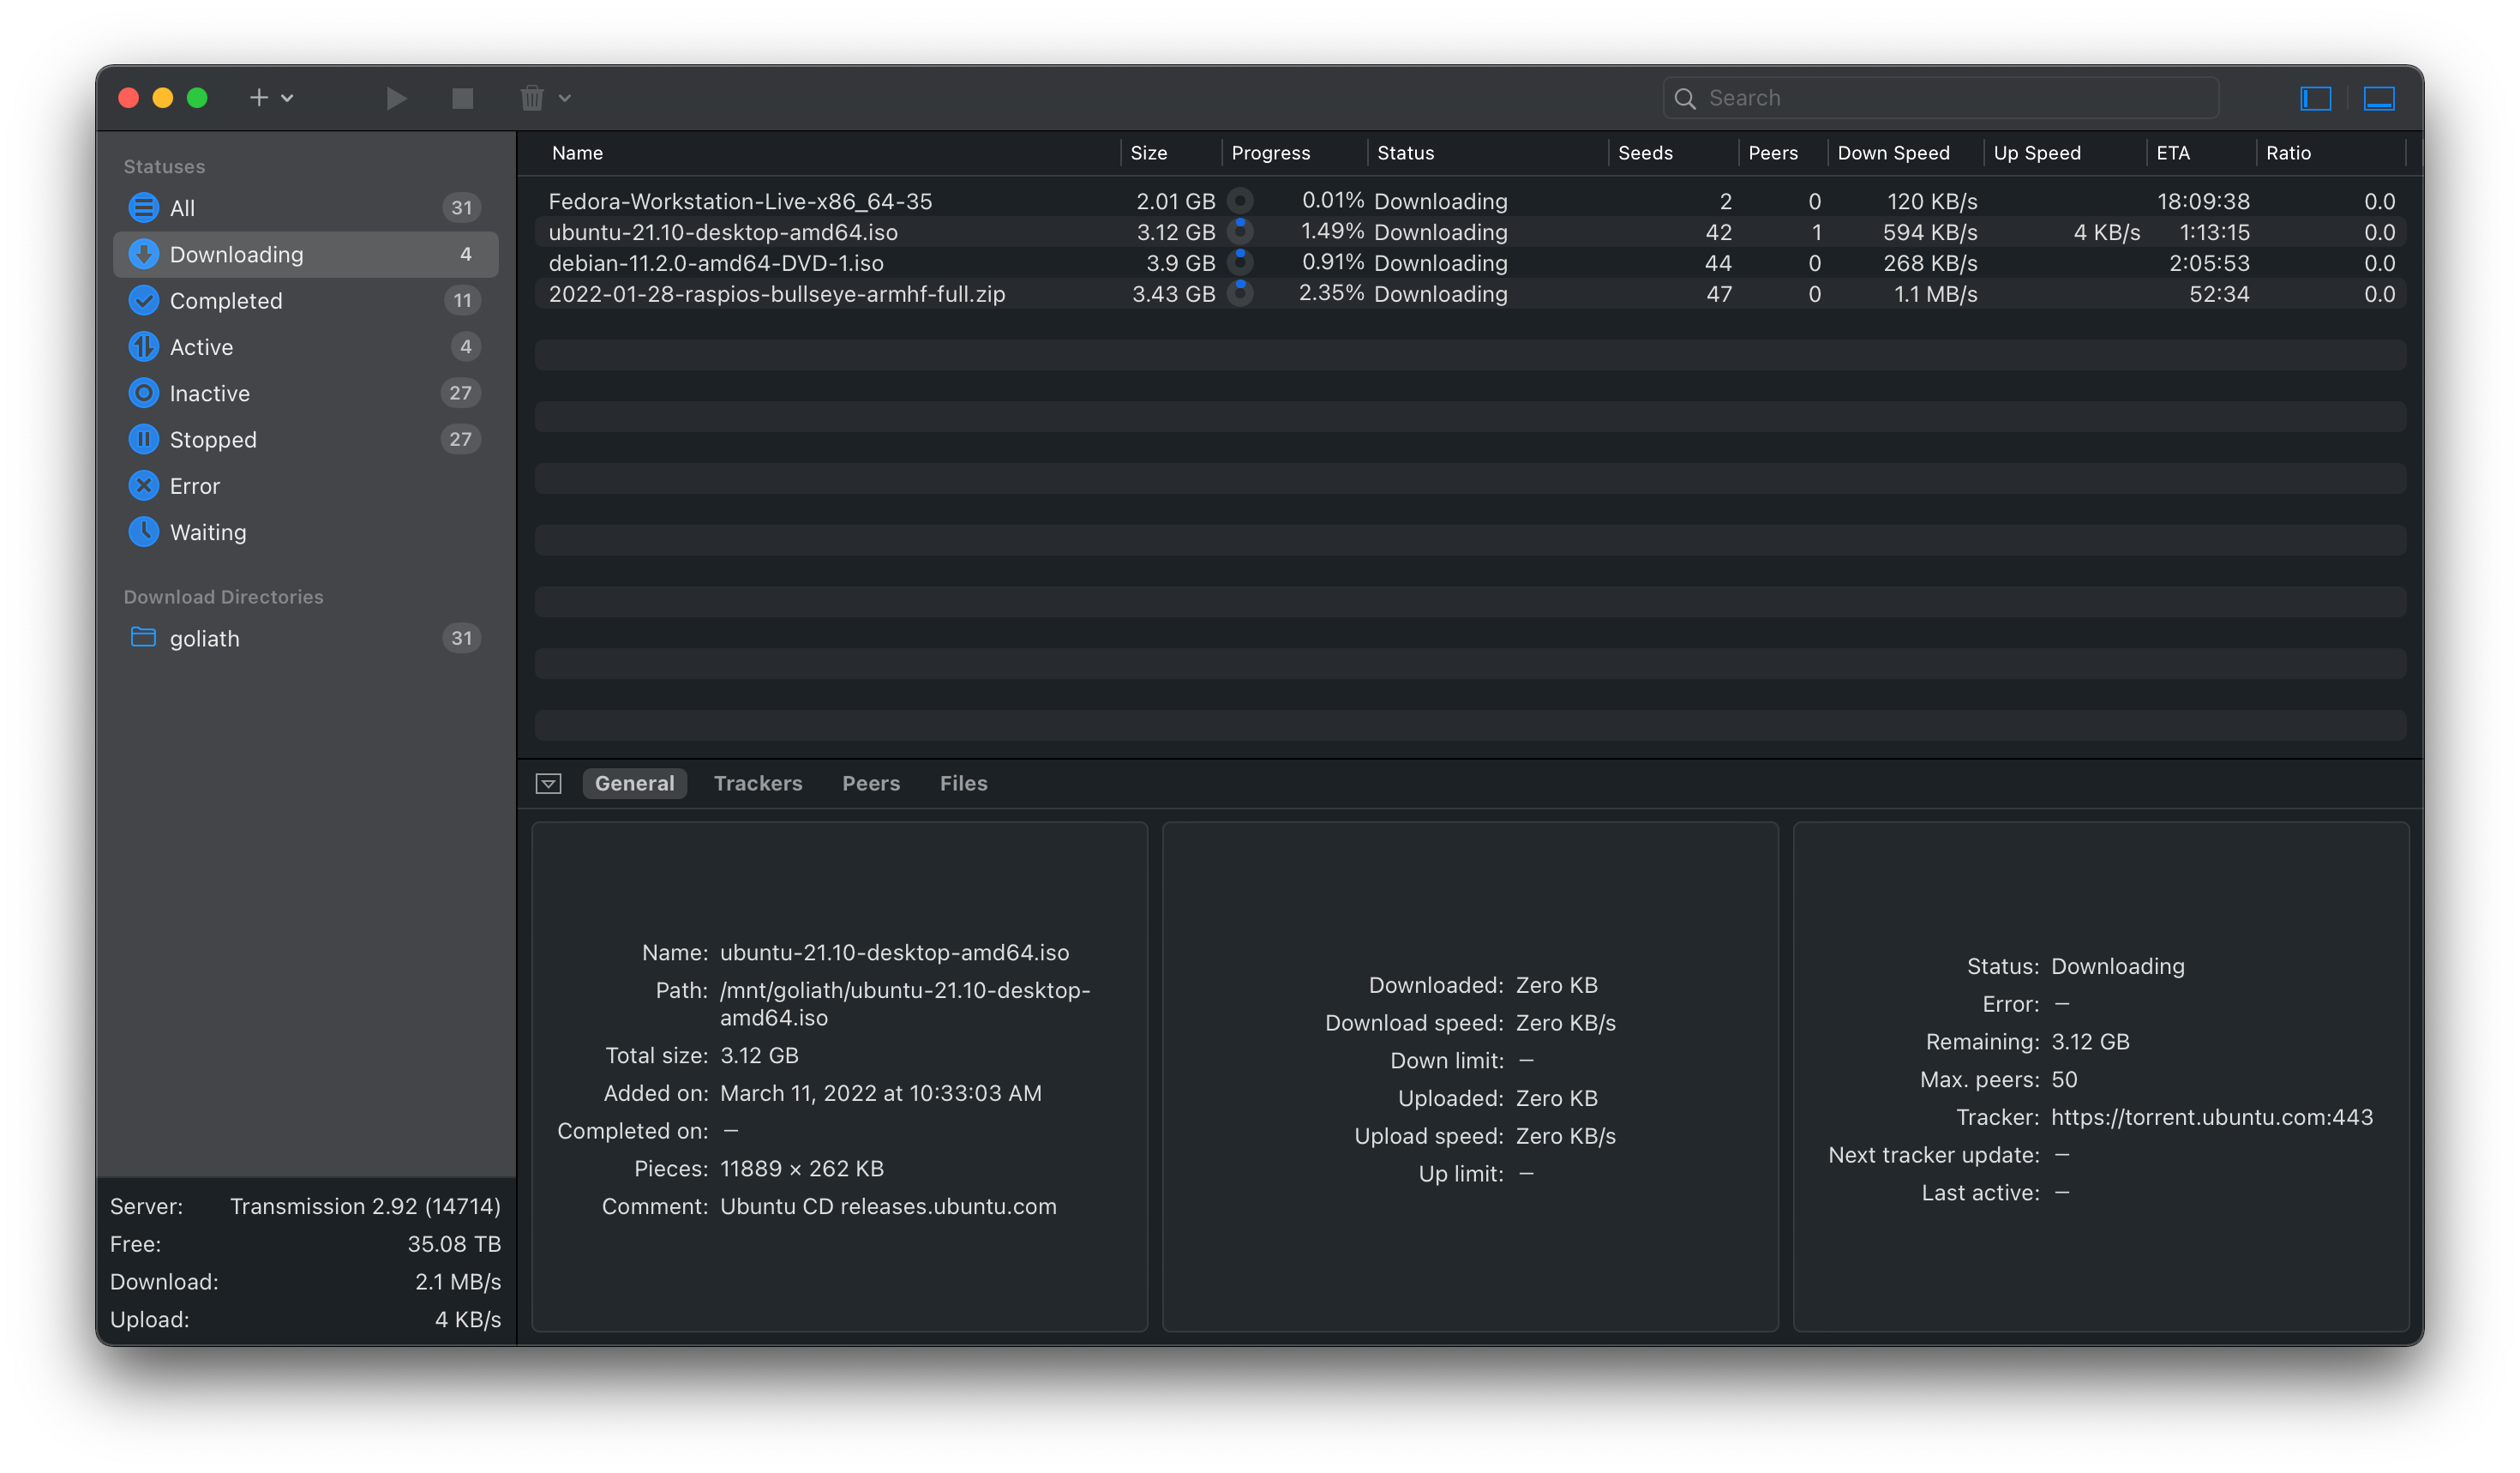 Search
Statuses
All 31
Downloading 4
Completed 11
Active 4
Inactive 27
Stopped 27
Error
Waiting
Download Directories
goliath 31
Server: Transmission 2.92 (14714)
Free: 35.08 TB
Download: 2.1 MB/s
Upload: 4 KB/s
Name Size Progress Status Seeds Peers Down Speed Up Speed ETA Ratio
Fedora-Workstation-Live-x86_64-35 2.01 GB 0.01% Downloading 2 0 120 KB/s 18:09:38 0.0
ubuntu-21.10-desktop-amd64.iso 3.12 GB 1.49% Downloading 42 1 594 KB/s 4 KB/s 1:13:15 0.0
debian-11.2.0-amd64-DVD-1.iso 3.9 GB 0.91% Downloading 44 0 268 KB/s 2:05:53 0.0
2022-01-28-raspios-bullseye-armhf-full.zip 3.43 GB 2.35% Downloading 47 0 1.1 MB/s 52:34 0.0
General Trackers Peers Files
Name: ubuntu-21.10-desktop-amd64.iso
Path: /mnt/goliath/ubuntu-21.10-desktop-
amd64.iso
Total size: 3.12 GB
Added on: March 11, 2022 at 10:33:03 AM
Completed on: —
Pieces: 11889 × 262 KB
Comment: Ubuntu CD releases.ubuntu.com
Downloaded: Zero KB
Download speed: Zero KB/s
Down limit: —
Uploaded: Zero KB
Upload speed: Zero KB/s
Up limit: —
Status: Downloading
Error: —
Remaining: 3.12 GB
Max. peers: 50
Tracker: https://torrent.ubuntu.com:443
Next tracker update: —
Last active: —